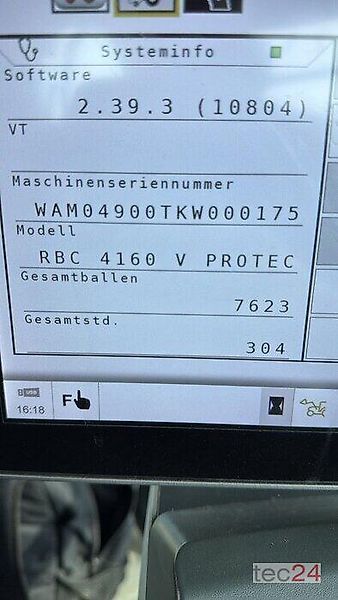 Systeminfo
Software
2.39.3 (10804)
VT
Maschinenseriennummer
WAM04900TKW000175
Modell
RBC 4160 V PROTEC
Gesamtballen
7623
Gesamtstd.
304
16:18
F
tec24